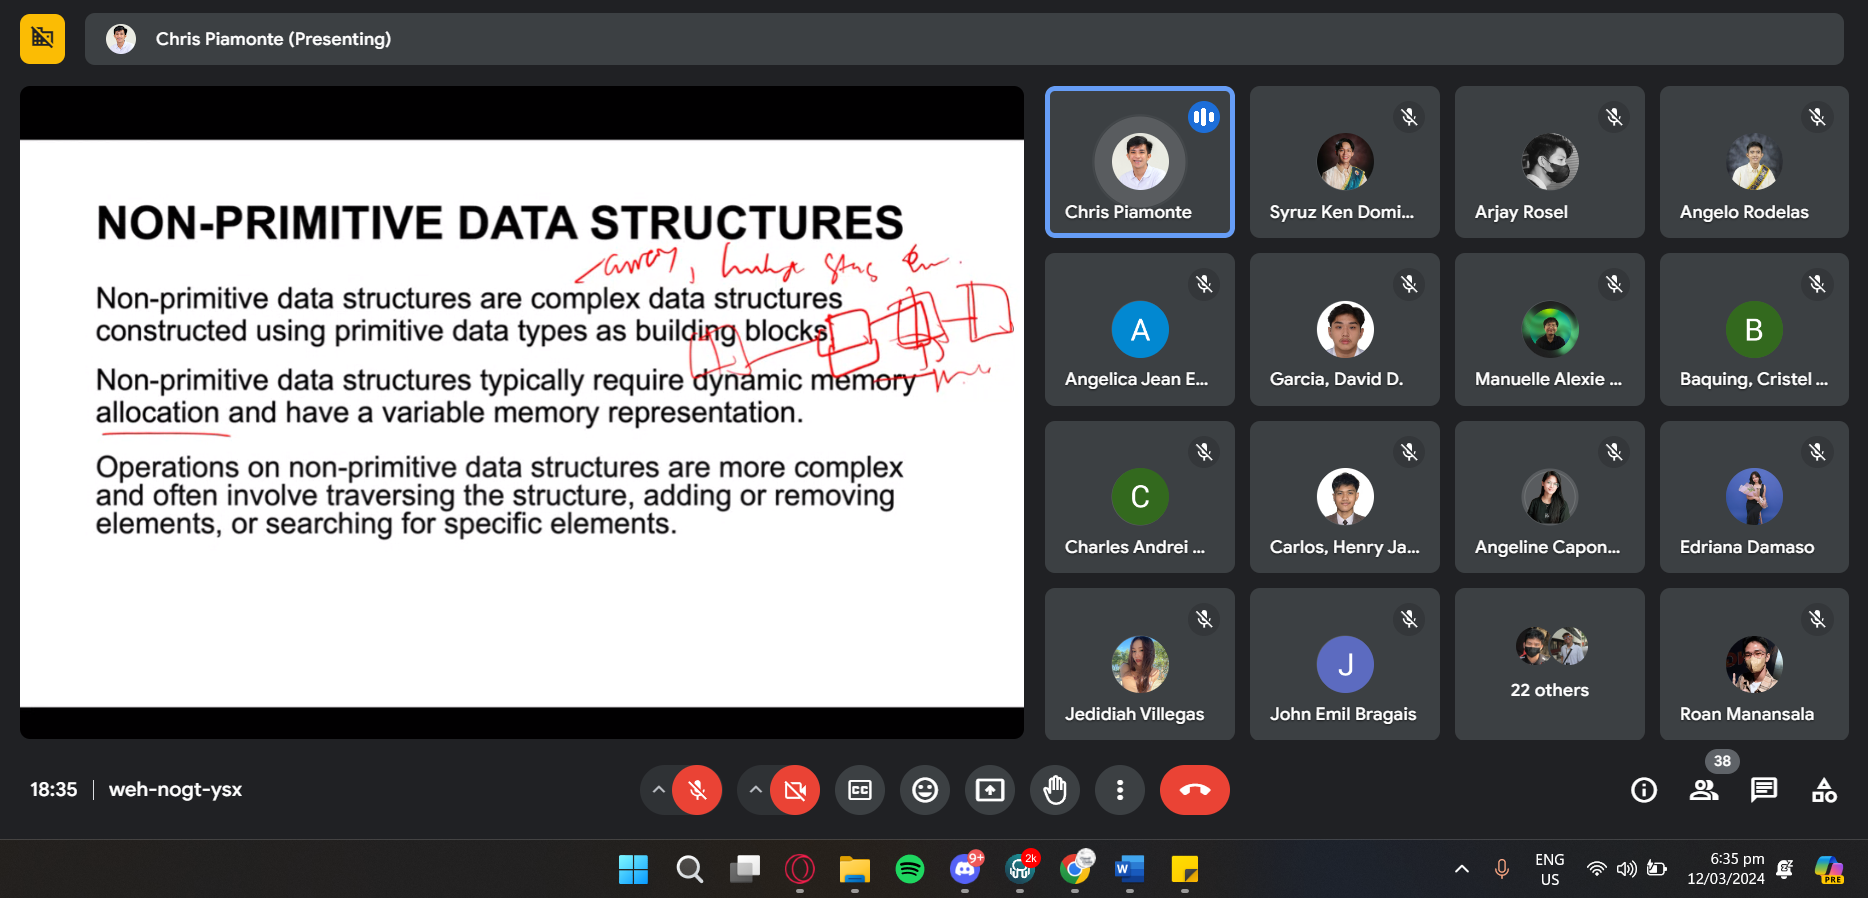 Chris Piamonte (Presenting)
NON-PRIMITIVE DATA STRUCTURES
array,
Non-primitive data structures are complex data structures
constructed using primitive data types as building blocks
Non-primitive data structures typically require dynamic memory
allocation and have a variable memory representation.
Operations on non-primitive data structures are more complex
and often involve traversing the structure, adding or removing
elements, or searching for specific elements.
Chris Piamonte
Syruz Ken Domi...
Arjay Rosel
Angelo Rodelas
A
Angelica Jean E...
Garcia, David D.
Manuelle Alexie ...
B
Baquing, Cristel ...
C
Charles Andrei ...
Carlos, Henry Ja...
Angeline Capon...
Edriana Damaso
Jedidiah Villegas
J
John Emil Bragais
22 others
Roan Manansala
18:35 | weh-nogt-ysx
CC
38
9+
2k
W
ENG
US
6:35 pm
12/03/2024
PRE